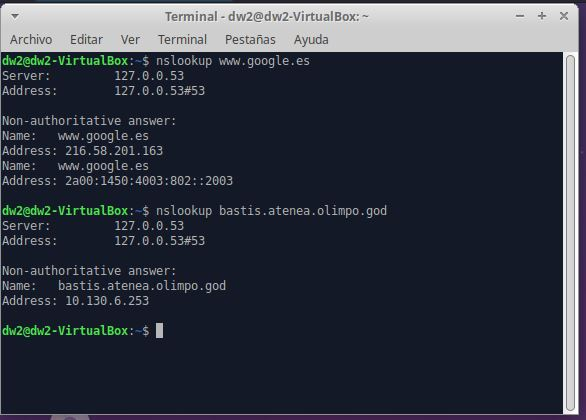 Terminal - dw2@dw2-VirtualBox: ~
Archivo Editar Ver Terminal Pestañas Ayuda
dw2@dw2-VirtualBox:~$ nslookup www.google.es
Server: 127.0.0.53
Address: 127.0.0.53#53
Non-authoritative answer:
Name: www.google.es
Address: 216.58.201.163
Name: www.google.es
Address: 2a00:1450:4003:802::2003
dw2@dw2-VirtualBox:~$ nslookup bastis.atenea.olimpo.god
Server: 127.0.0.53
Address: 127.0.0.53#53
Non-authoritative answer:
Name: bastis.atenea.olimpo.god
Address: 10.130.6.253
dw2@dw2-VirtualBox:~$